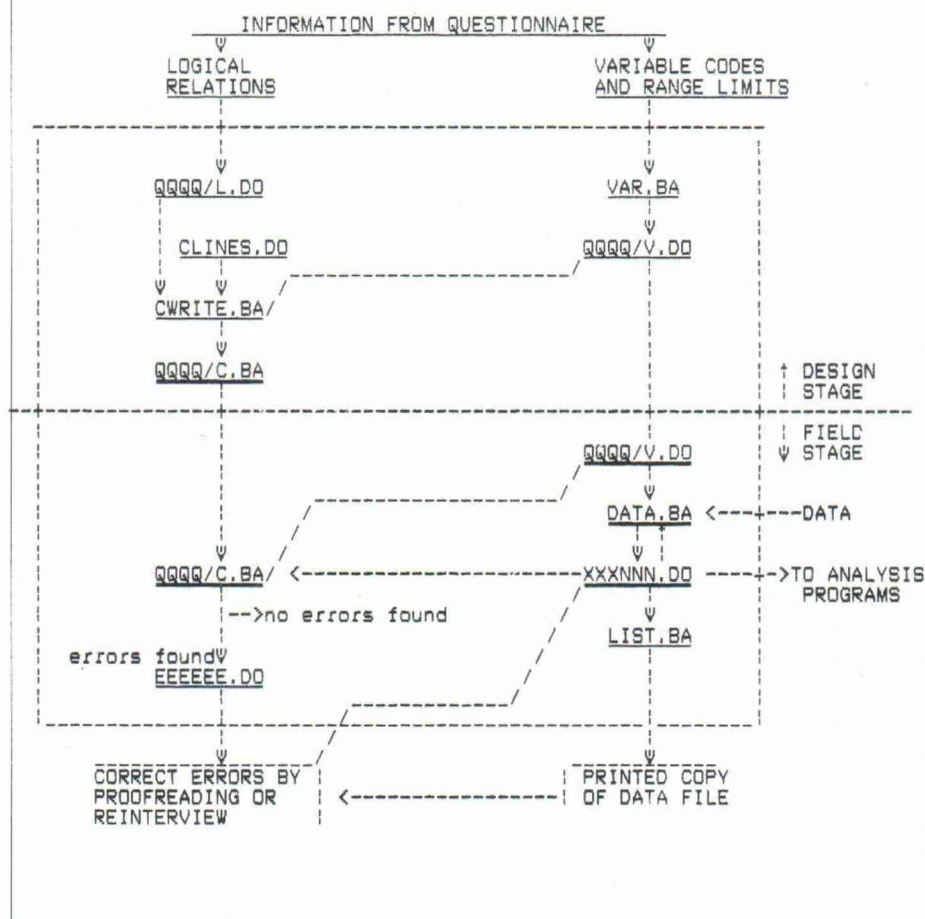 INFORMATION FROM QUESTIONNAIRE
LOGICAL RELATIONS
VARIABLE CODES AND RANGE LIMITS
QQQQ/L.DO
VAR.BA
CLINES.DO
QQQQ/V.DO
CWRITE.BA/
QQQQ/C.BA
DESIGN STAGE
FIELD STAGE
QQQQ/V.DO
DATA.BA
DATA
QQQQ/C.BA/
XXXNNN.DO
TO ANALYSIS PROGRAMS
-->no errors found
LIST.BA
errors found
EEEEEE.DO
CORRECT ERRORS BY
PROOFREADING OR
REINTERVIEW
PRINTED COPY
OF DATA FILE